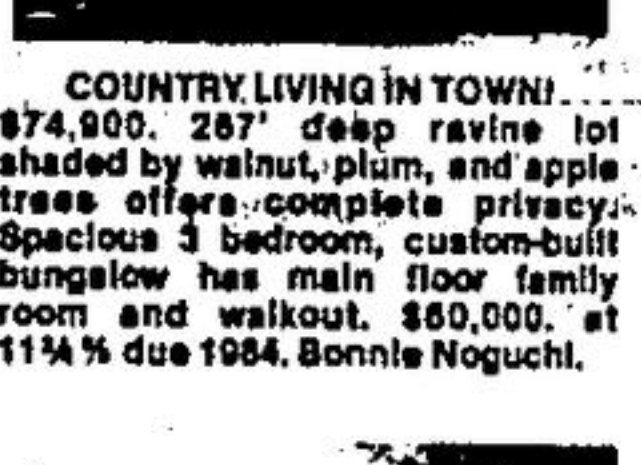 COUNTRY LIVING IN TOWN!
$74,900. 267' deep ravine lot
shaded by walnut, plum, and apple
trees offers complete privacy.
Spacious 3 bedroom, custom-built
bungalow has main floor family
room and walkout. $60,000. at
11¾% due 1984. Bonnie Noguchi.